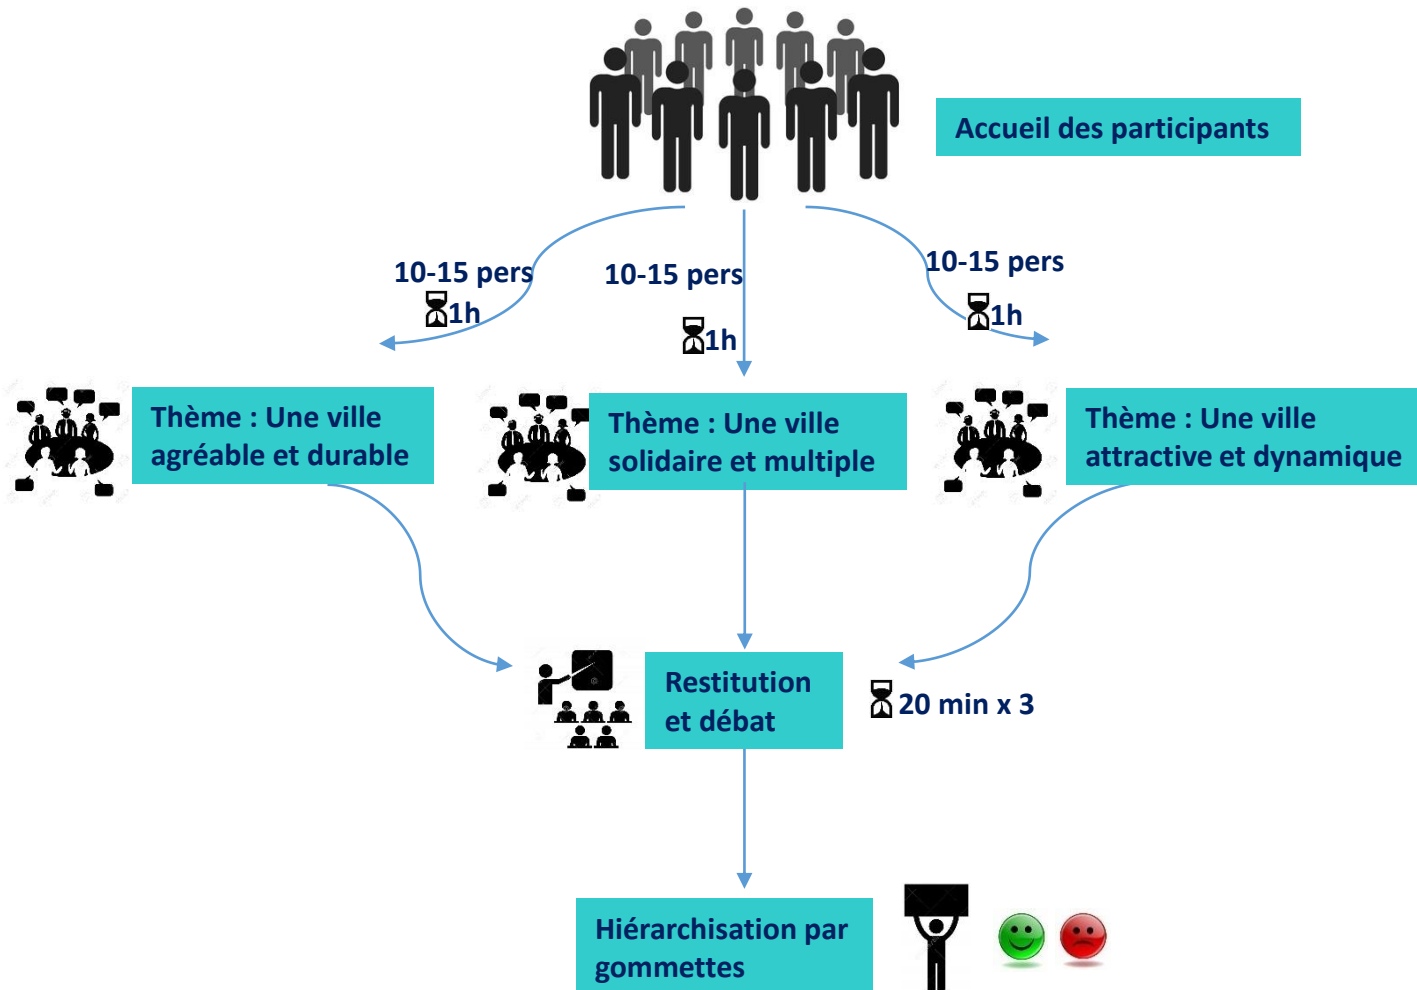 Accueil des participants
10-15 pers
1h
10-15 pers
1h
10-15 pers
1h
Thème : Une ville
agréable et durable
Thème : Une ville
solidaire et multiple
Thème : Une ville
attractive et dynamique
Restitution
et débat
20 min x 3
Hiérarchisation par
gommettes